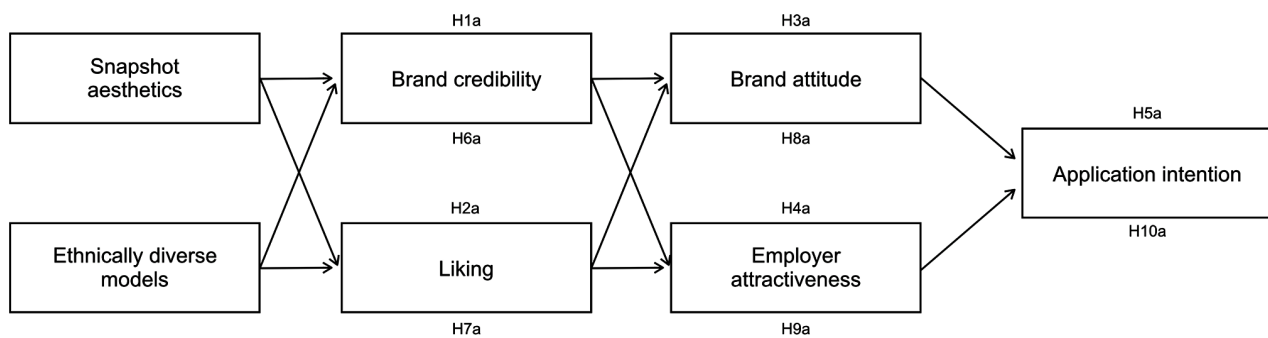 H1a
H3a
Snapshot
aesthetics
Brand credibility
Brand attitude
H6a
H8a
H5a
Application intention
H10a
H2a
H4a
Ethnically diverse
models
Liking
Employer
attractiveness
H7a
H9a